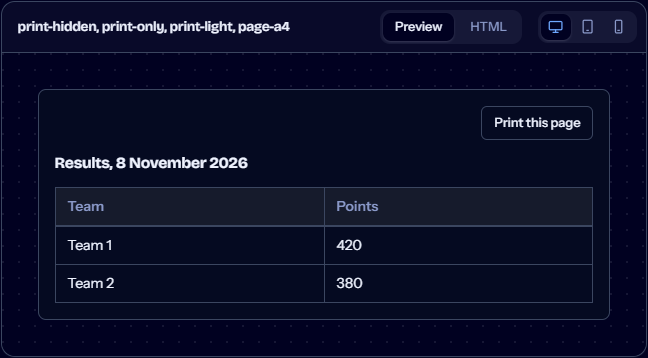 print-hidden, print-only, print-light, page-a4
Preview
HTML
Print this page
Results, 8 November 2026
Team Points
Team 1 420
Team 2 380